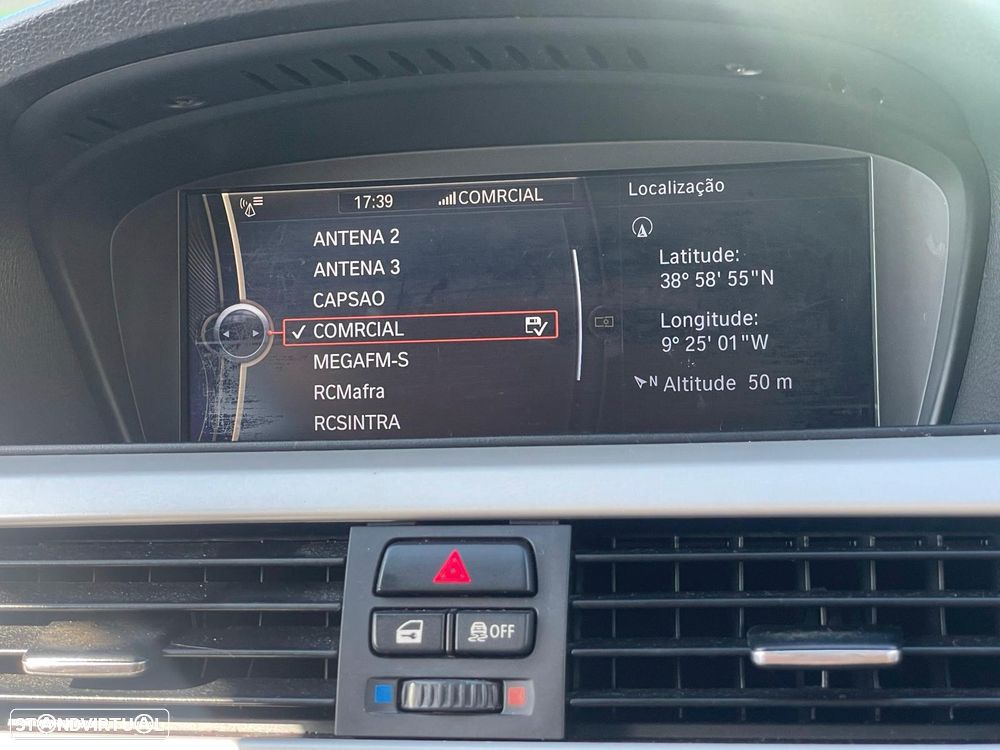 17:39 COMRCIAL
ANTENA 2
ANTENA 3
CAPSAO
COMRCIAL
MEGAFM-S
RCMafra
RCSINTRA
Localização
Latitude:
38° 58' 55"N
Longitude:
9° 25' 01"W
N Altitude 50 m
OFF
STANDVIRTUAL